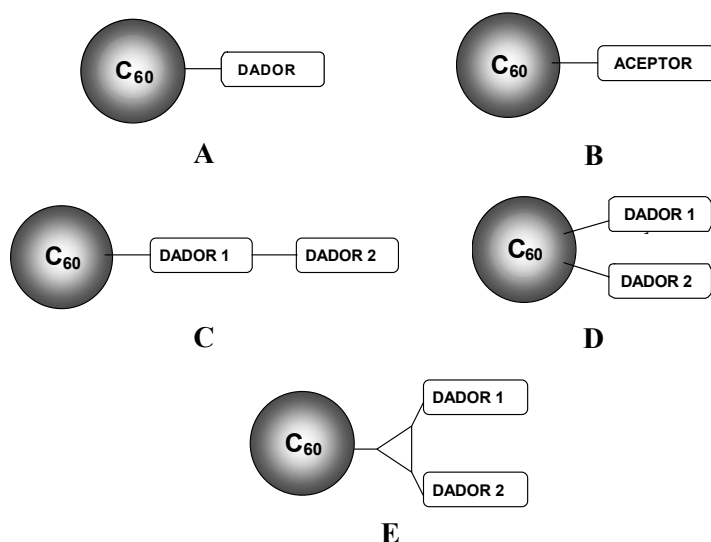 C60 DADOR
A
C60 ACEPTOR
B
C60 DADOR 1 DADOR 2
C
C60 DADOR 1
DADOR 2
D
C60 DADOR 1
DADOR 2
E